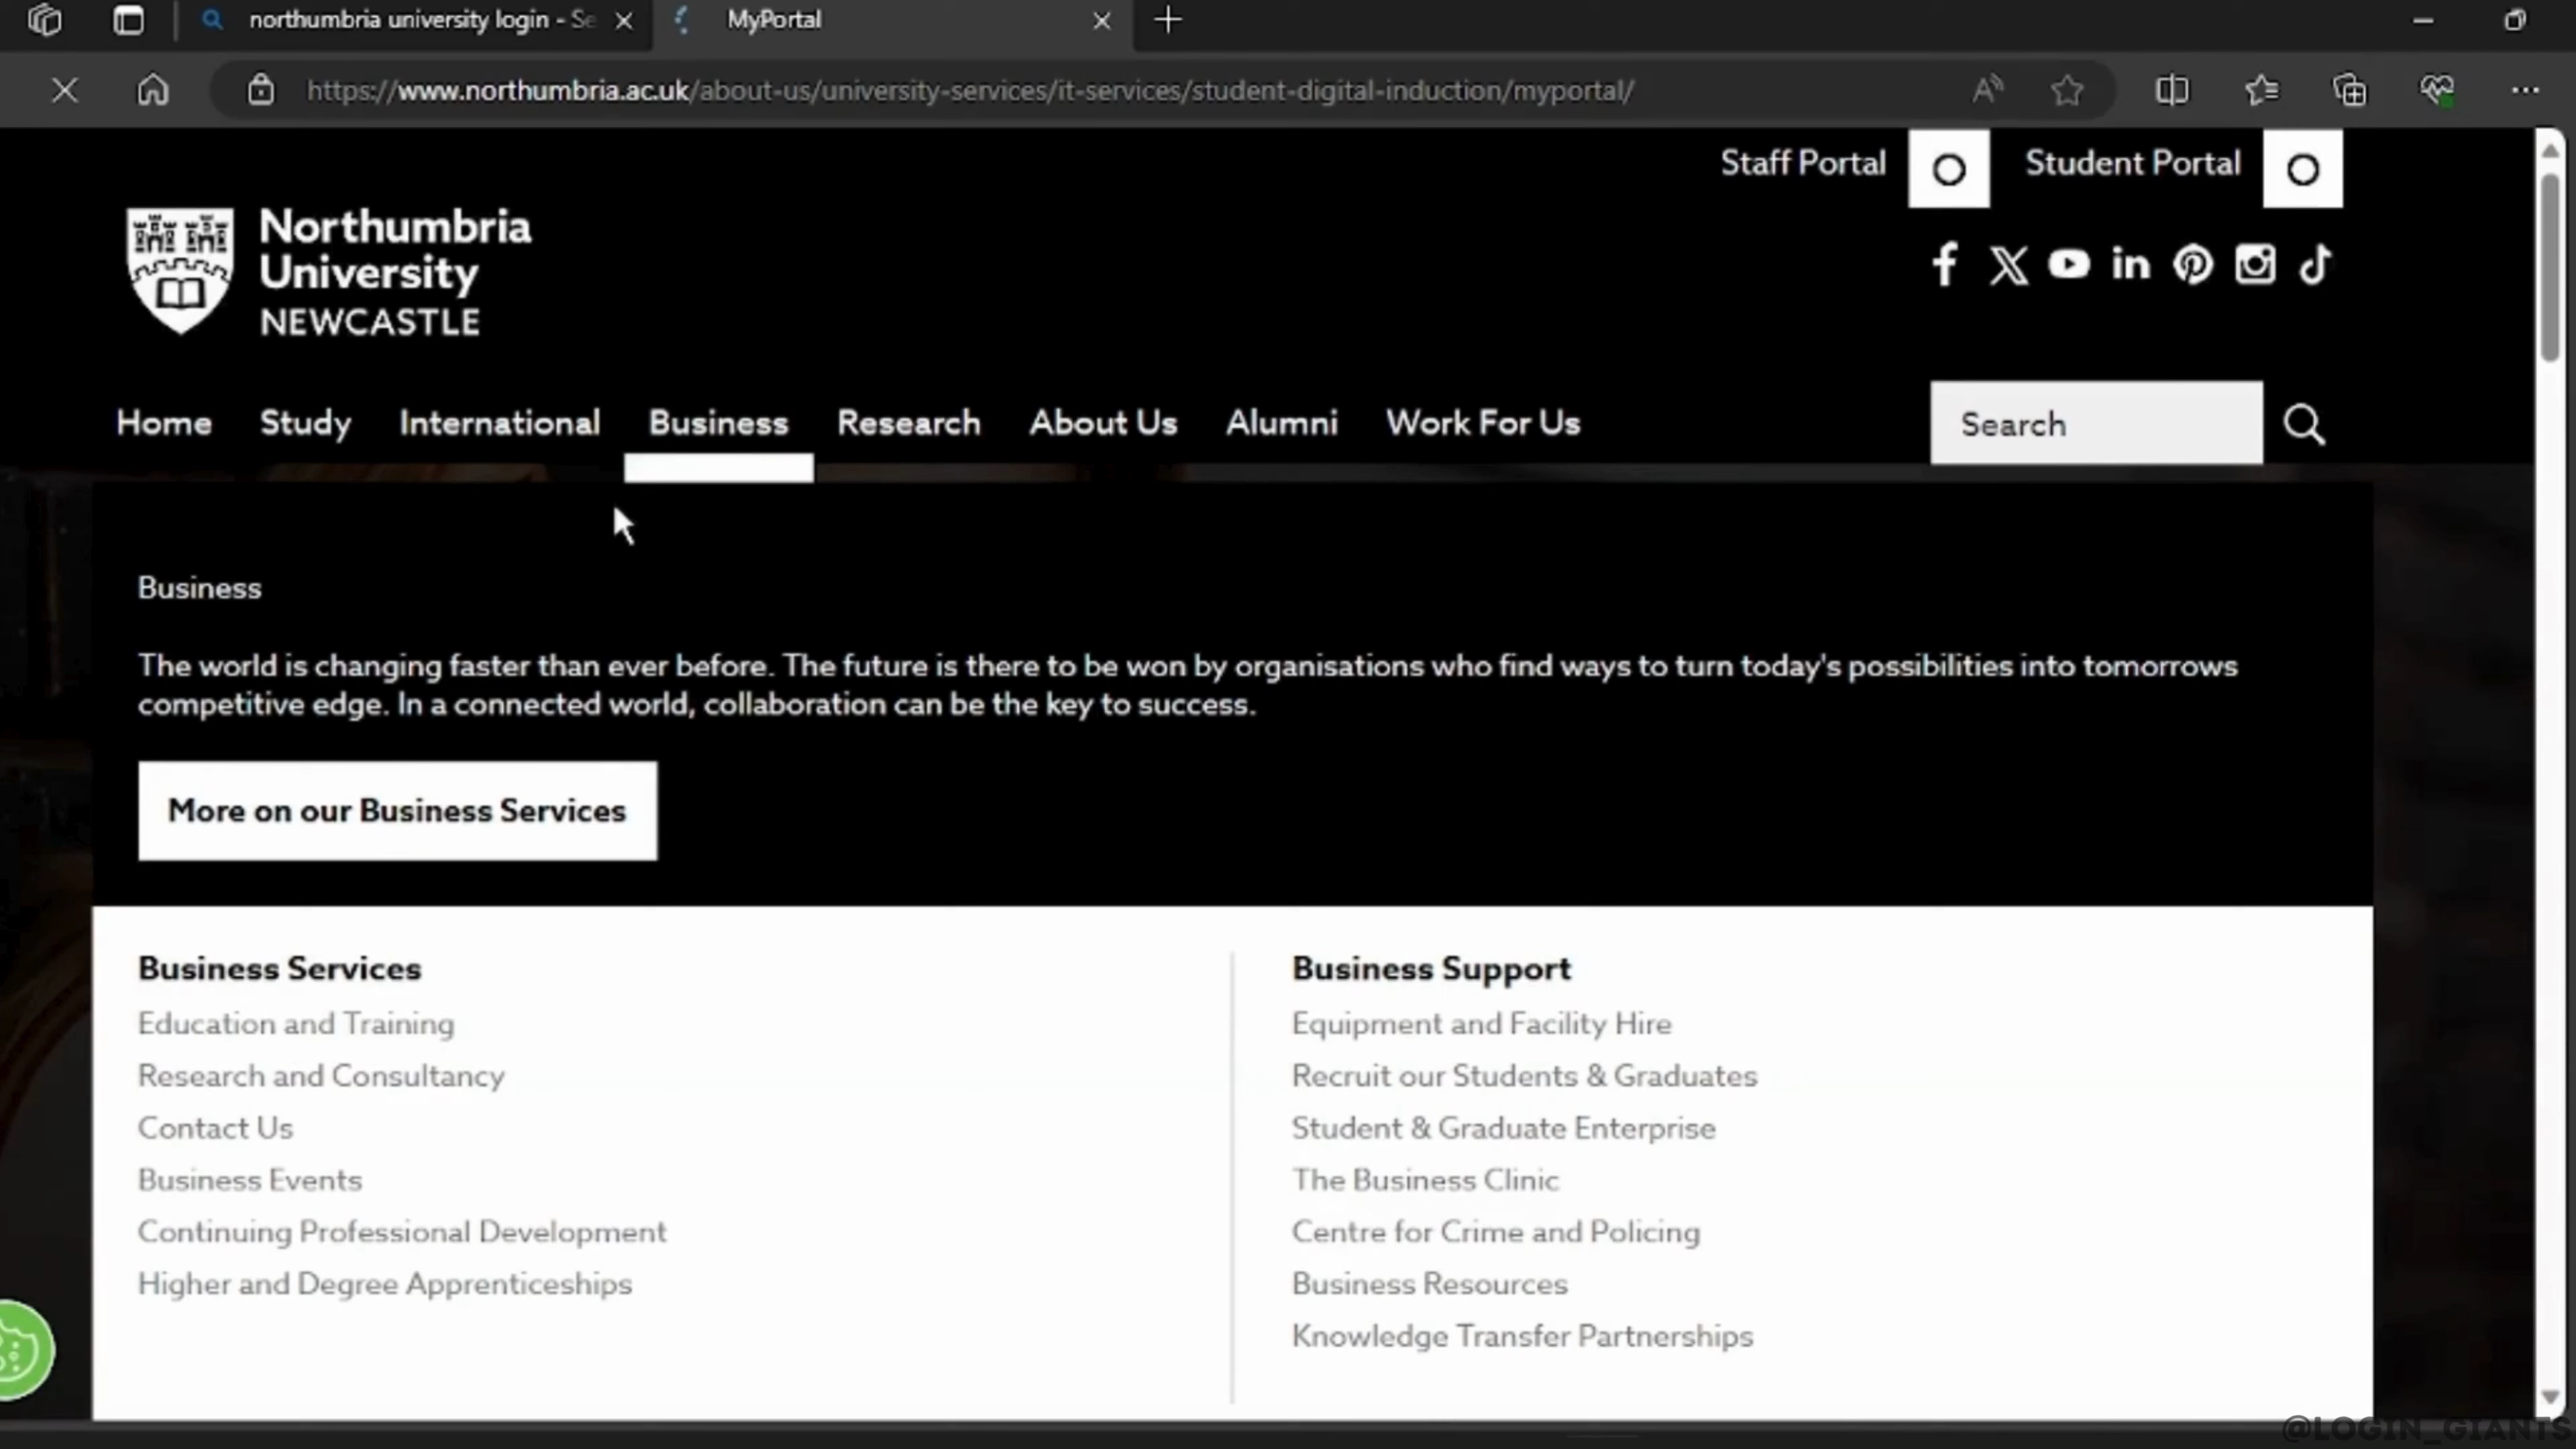 northumbria university login - Se
MyPortal
https://www.northumbria.ac.uk/about-us/university-services/it-services/student-digital-induction/myportal/
Staff Portal
Student Portal
Northumbria
University
NEWCASTLE
Home Study International Business Research About Us Alumni Work For Us
Search
Business
The world is changing faster than ever before. The future is there to be won by organisations who find ways to turn today's possibilities into tomorrows
competitive edge. In a connected world, collaboration can be the key to success.
More on our Business Services
Business Services
Education and Training
Research and Consultancy
Contact Us
Business Events
Continuing Professional Development
Higher and Degree Apprenticeships
Business Support
Equipment and Facility Hire
Recruit our Students & Graduates
Student & Graduate Enterprise
The Business Clinic
Centre for Crime and Policing
Business Resources
Knowledge Transfer Partnerships
@LOGIN_GIANTS